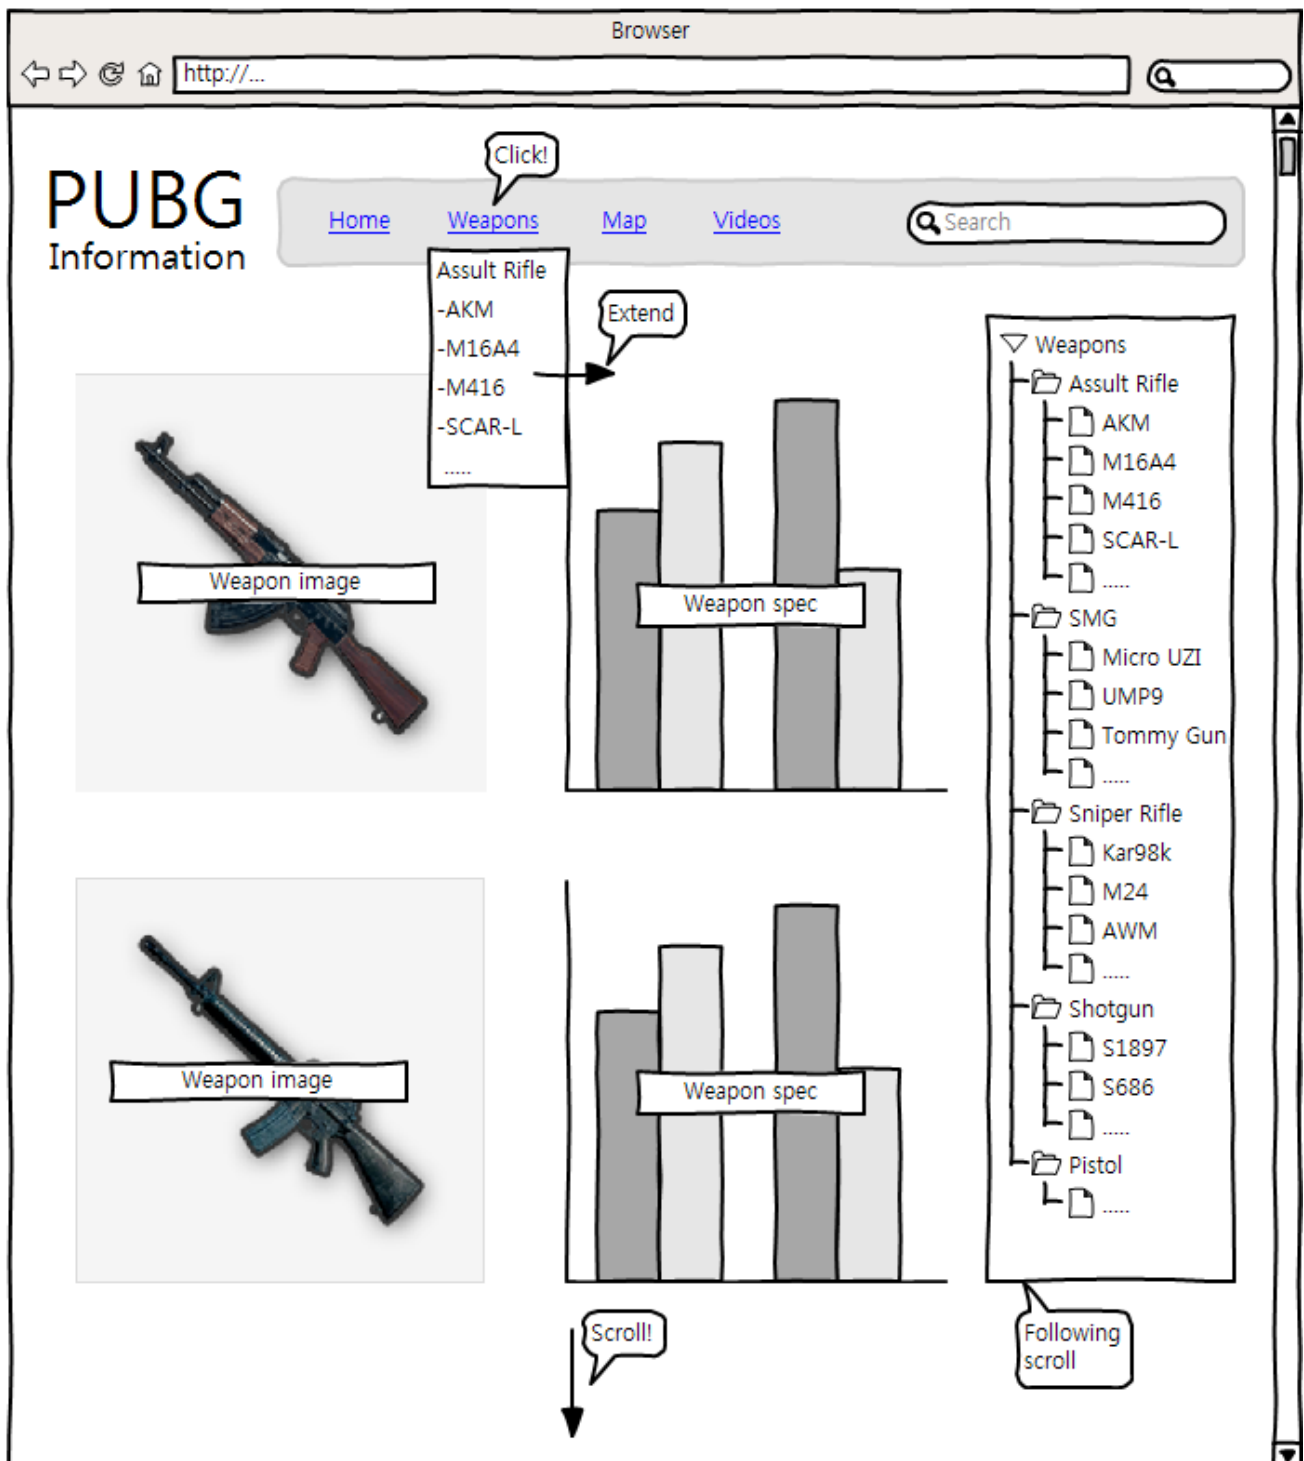 Browser
http://...
Click!
PUBG
Information
Home
Weapons
Map
Videos
Search
Assult Rifle
-AKM
-M16A4
-M416
-SCAR-L
.....
Extend
Weapon image
Weapon spec
Weapon image
Weapon spec
Weapons
Assult Rifle
AKM
M16A4
M416
SCAR-L
.....
SMG
Micro UZI
UMP9
Tommy Gun
.....
Sniper Rifle
Kar98k
M24
AWM
.....
Shotgun
S1897
S686
.....
Pistol
.....
Scroll!
Following
scroll